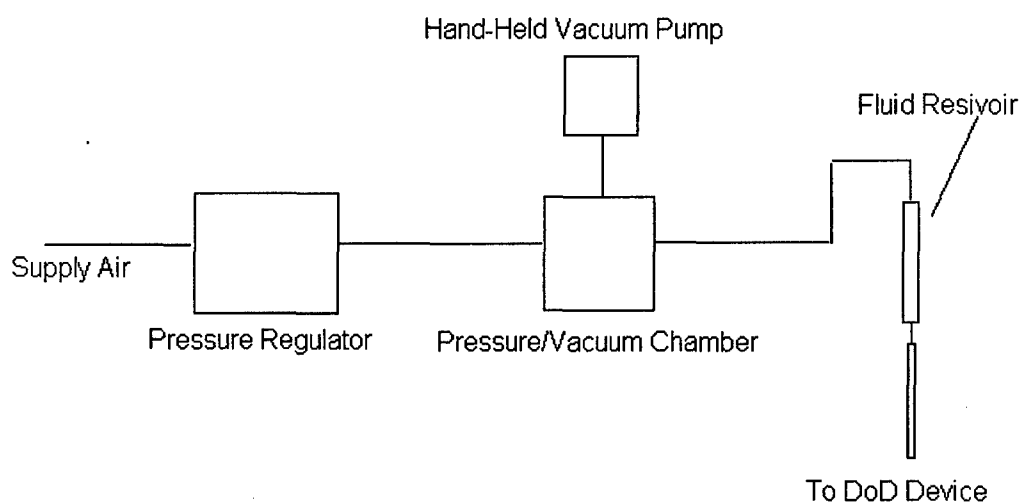 Hand-Held Vacuum Pump
Fluid Resivoir
Supply Air
Pressure Regulator
Pressure/Vacuum Chamber
To DoD Device